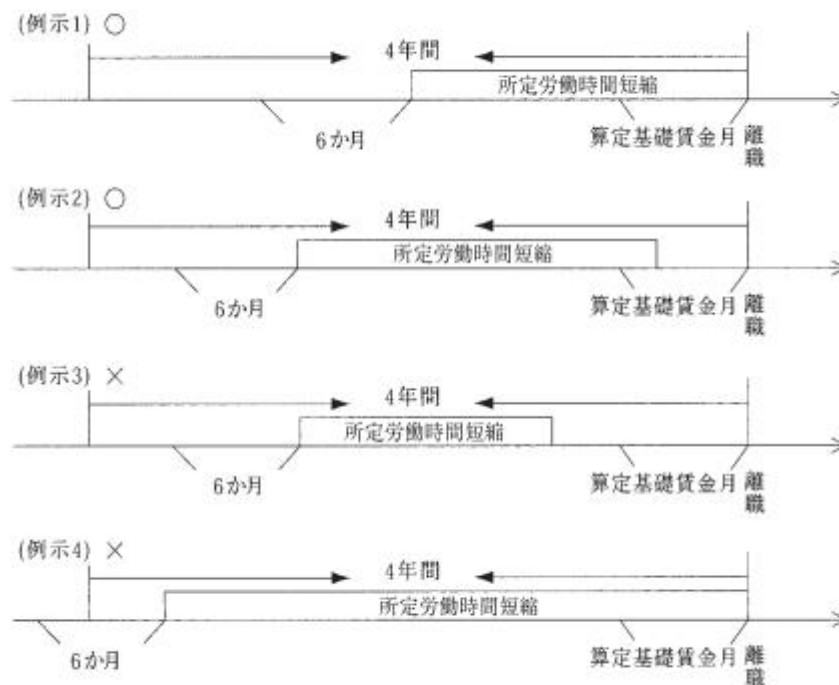 (例示1) ○
4年間
所定労働時間短縮
6か月
算定基礎賃金月
離職
(例示2) ○
4年間
所定労働時間短縮
6か月
算定基礎賃金月
離職
(例示3) ×
4年間
所定労働時間短縮
6か月
算定基礎賃金月
離職
(例示4) ×
4年間
所定労働時間短縮
6か月
算定基礎賃金月
離職